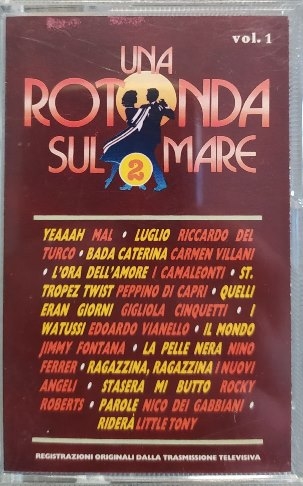 vol. 1
UNA
ROTONDA
SUL 2 MARE
YEAAAH MAL • LUGLIO RICCARDO DEL
TURCO • BADA CATERINA CARMEN VILLANI
• L'ORA DELL'AMORE I CAMALEONTI • ST.
TROPEZ TWIST PEPPINO DI CAPRI • QUELLI
ERAN GIORNI GIGLIOLA CINQUETTI • I
WATUSSI EDOARDO VIANELLO • IL MONDO
JIMMY FONTANA • LA PELLE NERA NINO
FERRER • RAGAZZINA, RAGAZZINA I NUOVI
ANGELI • STASERA MI BUTTO ROCKY
ROBERTS • PAROLE NICO DEI GABBIANI •
RIDERÀ LITTLE TONY
REGISTRAZIONI ORIGINALI DALLA TRASMISSIONE TELEVISIVA